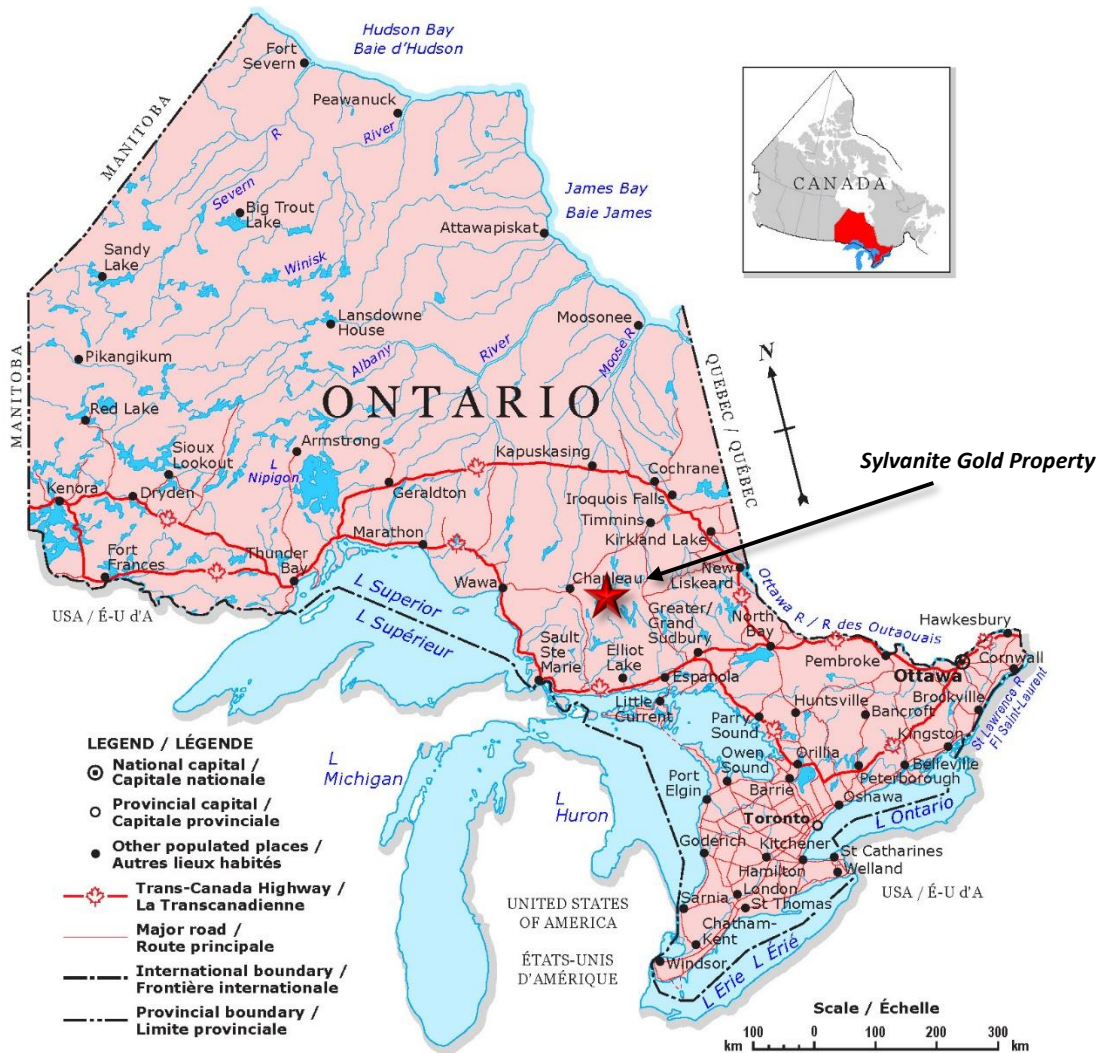 Hudson Bay
Baie d'Hudson
Fort
Severn
Peawanuck
River
R
Severn
MANITOBA
James Bay
Baie James
Big Trout
Lake
Attawapiskat
Sandy
Lake
Winisk
CANADA
Lansdowne
House
Moosonee
Pikangikum
Albany
River
Moose R
QUEBEC / QUÉBEC
N
MANITOBA
ONTARIO
Red Lake
Armstrong
Sioux
Lookout
L
Nipigon
Kapuskasing
Cochrane
Sylvanite Gold Property
Kenora
Dryden
Geraldton
Iroquois Falls
Timmins
Marathon
Kirkland Lake
Fort
Frances
Thunder
Bay
Wawa
Chapleau
New
Liskeard
USA / É-U d'A
L Superior
L Supérieur
Greater/
Grand
Sudbury
North
Bay
Ottawa R / R des Outaouais
Hawkesbury
Sault
Ste
Marie
Elliot
Lake
Espanola
Pembroke
Ottawa
Cornwall
Little
Current
Huntsville
Bancroft
Brockville
St Lawrence R
Fl Saint-Laurent
Parry
Sound
Kingston
LEGEND / LÉGENDE
National capital /
Capitale nationale
L
Michigan
Owen
Sound
Orillia
Belleville
Peterborough
Provincial capital /
Capitale provinciale
Port
Elgin
Barrie
Oshawa
L
Huron
Toronto
L Ontario
Other populated places /
Autres lieux habités
Goderich
Kitchener
St Catharines
Hamilton
Welland
Trans-Canada Highway /
La Transcanadienne
London
USA / É-U d'A
UNITED STATES
OF AMERICA
Sarnia
St Thomas
Major road /
Route principale
Chatham-
Kent
ÉTATS-UNIS
D'AMÉRIQUE
Windsor
L Erie L Érié
International boundary /
Frontière internationale
Provincial boundary /
Limite provinciale
Scale / Échelle
100 0 100 200 300
km km